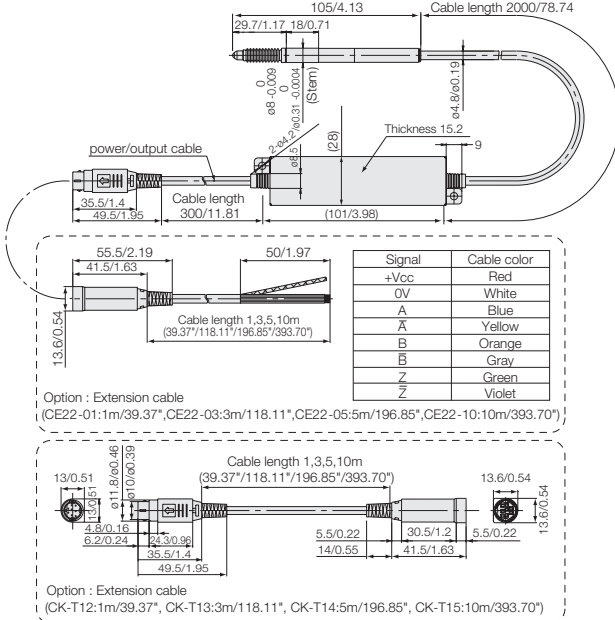 105/4.13
Cable length 2000/78.74
29.7/1.17
18/0.71
0
ø8 -0.009
0
/ø0.31 -0.0004
(Stem)
ø4.8/ø0.19
2-ø4.2
ø8.5
(28)
Thickness 15.2
9
power/output cable
35.5/1.4
49.5/1.95
Cable length
300/11.81
(101/3.98)
55.5/2.19
41.5/1.63
50/1.97
13.6/0.54
Cable length 1,3,5,10m
(39.37"/118.11"/196.85"/393.70")
Signal Cable color
+Vcc Red
0V White
A Blue
A̅ Yellow
B Orange
B̅ Gray
Z Green
Z̅ Violet
Option : Extension cable
(CE22-01:1m/39.37",CE22-03:3m/118.11",CE22-05:5m/196.85",CE22-10:10m/393.70")
13/0.51
13/0.51
ø11.8/ø0.46
ø10/ø0.39
Cable length 1,3,5,10m
(39.37"/118.11"/196.85"/393.70")
13.6/0.54
13.6/0.54
4.8/0.16
6.2/0.24
24.3/0.96
35.5/1.4
49.5/1.95
5.5/0.22
14/0.55
30.5/1.2
41.5/1.63
5.5/0.22
Option : Extension cable
(CK-T12:1m/39.37", CK-T13:3m/118.11", CK-T14:5m/196.85", CK-T15:10m/393.70")